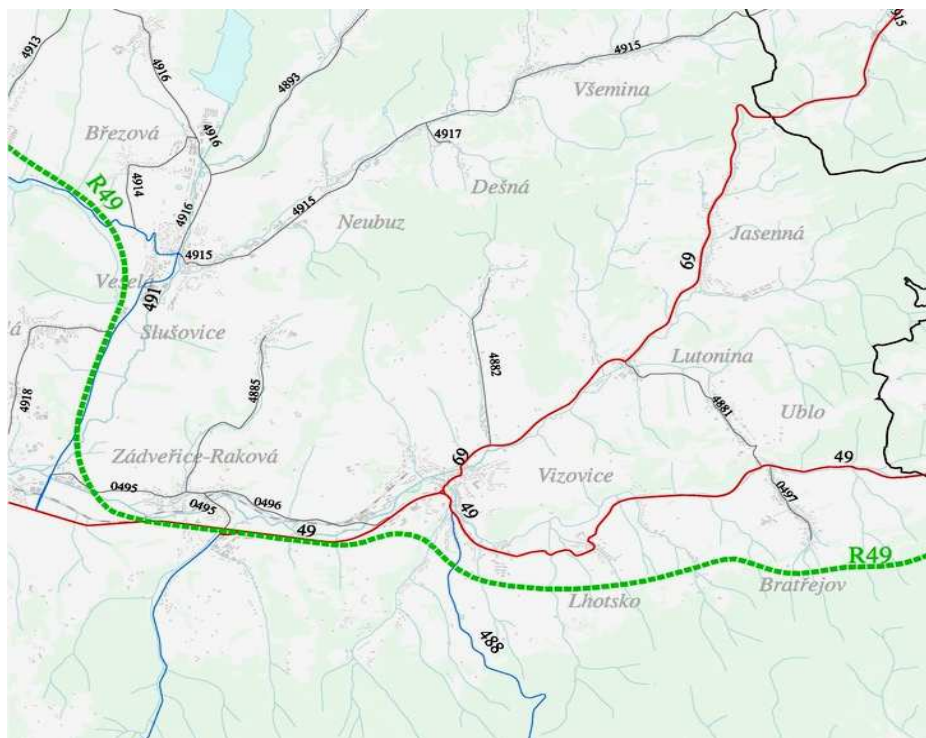 4915
4913
4916
4915
4893
Všemina
Březová
4916
4917
R49
4914
Dešná
4916
4915
Neubuz
Jasenná
4915
69
Veselá
491
Slušovice
Lutonina
4882
4885
4881
Ublo
4918
Zádveřice-Raková
69
Vizovice
49
0495
0496
0497
0495
49
49
R49
Bratřejov
Lhotsko
488